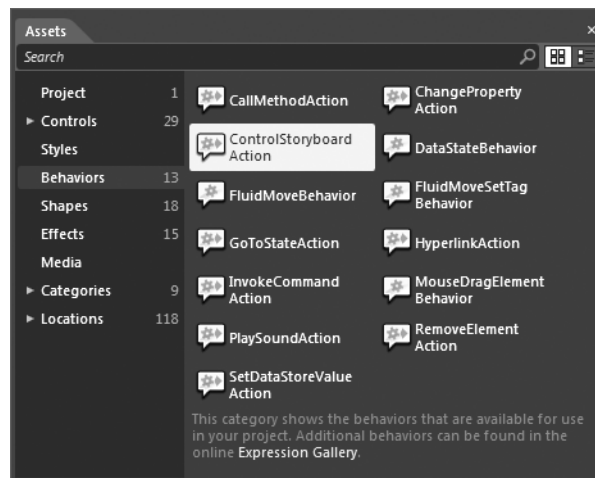 Assets
Search
Project 1
Controls 29
Styles
Behaviors 13
Shapes 18
Effects 15
Media
Categories 9
Locations 118
CallMethodAction
ChangeProperty
Action
ControlStoryboard
Action
DataStateBehavior
FluidMoveBehavior
FluidMoveSetTag
Behavior
GoToStateAction
HyperlinkAction
InvokeCommand
Action
MouseDragElement
Behavior
PlaySoundAction
RemoveElement
Action
SetDataStoreValue
Action
This category shows the behaviors that are available for use
in your project. Additional behaviors can be found in the
online Expression Gallery.